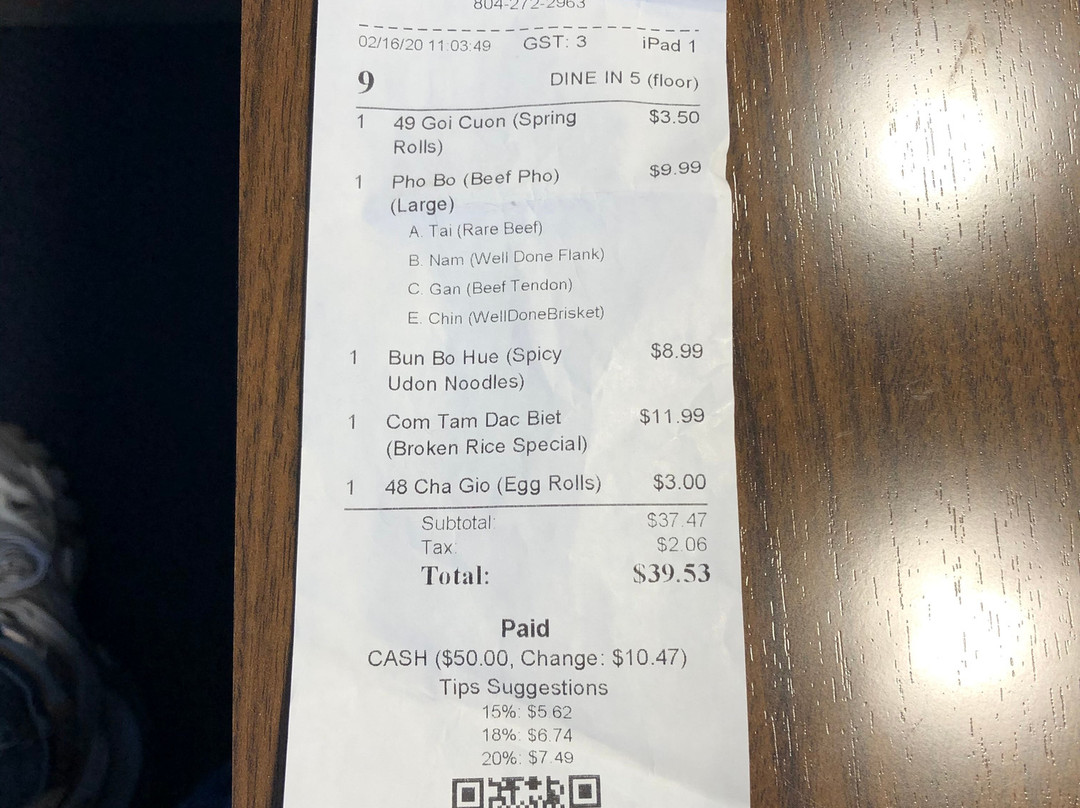 804-272-2963
02/16/20 11:03:49 GST: 3 iPad 1
9 DINE IN 5 (floor)
1 49 Goi Cuon (Spring $3.50
Rolls)
1 Pho Bo (Beef Pho) $9.99
(Large)
A. Tai (Rare Beef)
B. Nam (Well Done Flank)
C. Gan (Beef Tendon)
E. Chin (WellDoneBrisket)
1 Bun Bo Hue (Spicy $8.99
Udon Noodles)
1 Com Tam Dac Biet $11.99
(Broken Rice Special)
1 48 Cha Gio (Egg Rolls) $3.00
Subtotal: $37.47
Tax: $2.06
Total: $39.53
Paid
CASH ($50.00, Change: $10.47)
Tips Suggestions
15%: $5.62
18%: $6.74
20%: $7.49